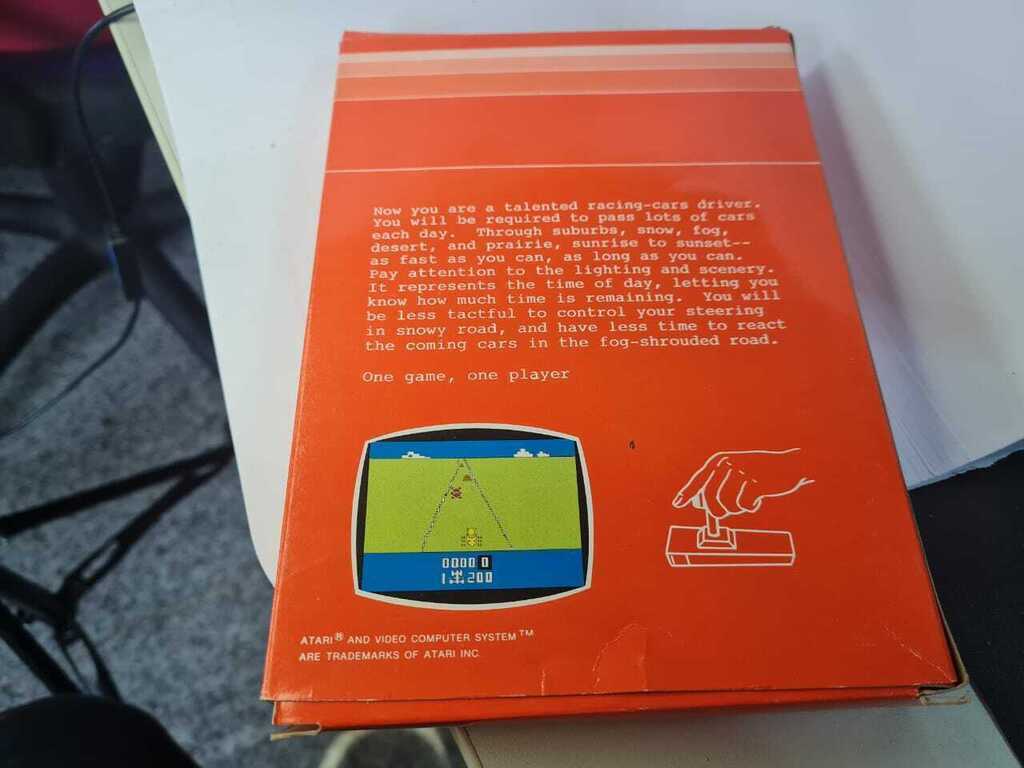 Now you are a talented racing-cars driver.
You will be required to pass lots of cars
each day. Through suburbs, snow, fog,
desert, and prairie, sunrise to sunset--
as fast as you can, as long as you can.
Pay attention to the lighting and scenery.
It represents the time of day, letting you
know how much time is remaining. You will
be less tactful to control your steering
in snowy road, and have less time to react
the coming cars in the fog-shrouded road.
One game, one player
00000
1 200
ATARI® AND VIDEO COMPUTER SYSTEM™
ARE TRADEMARKS OF ATARI INC.